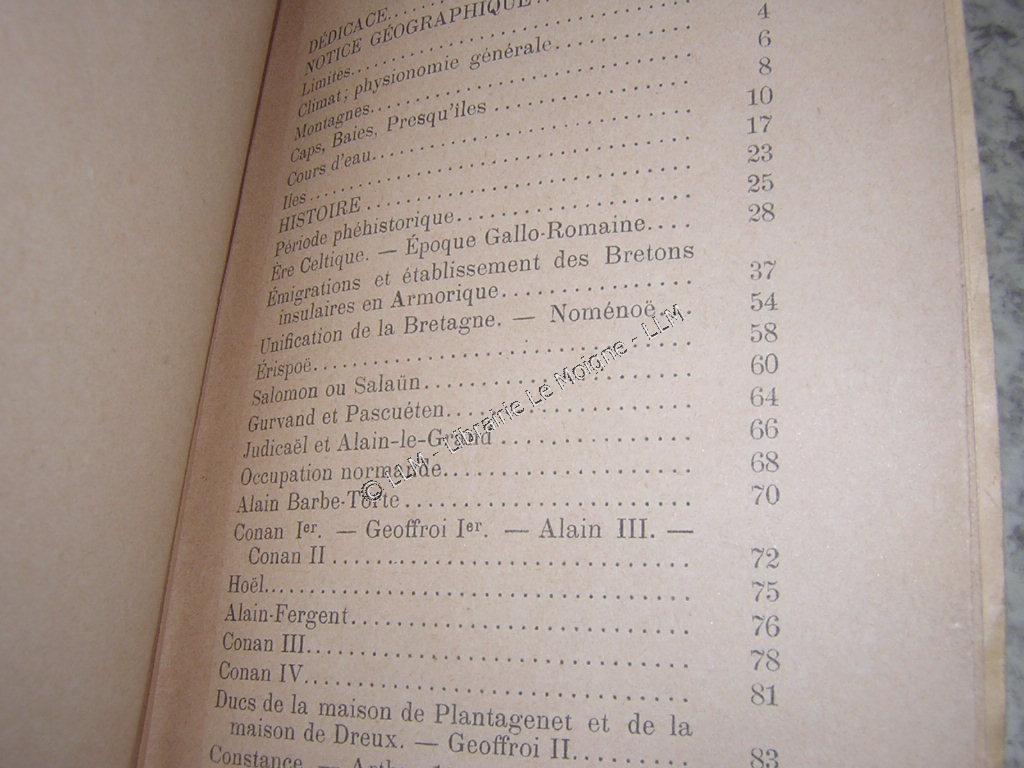 DÉDICACE..........
NOTICE GÉOGRAPHIQUE..
Limites..........
Climat; physionomie générale.......... 4
Montagnes.......... 6
Caps, Baies, Presqu'îles .......... 8
Cours d'eau.......... 10
Iles .......... 17
HISTOIRE .......... 23
Période phéhistorique.......... 25
Ère Celtique. — Époque Gallo-Romaine.... 28
Émigrations et établissement des Bretons
insulaires en Armorique.......... 37
Unification de la Bretagne. — Noménoë... 54
Érispoë.......... 58
Salomon ou Salaün.......... 60
Gurvand et Pascuéten.......... 64
Judicaël et Alain-le-Grand .......... 66
Occupation normande.......... 68
Alain Barbe-Torte .......... 70
Conan Ier. — Geoffroi Ier. — Alain III. —
Conan II .......... 72
Hoël.......... 75
Alain-Fergent.......... 76
Conan III.......... 78
Conan IV.......... 81
Ducs de la maison de Plantagenet et de la
maison de Dreux. — Geoffroi II.......... 83
Constance. —
© LLM - Librairie Le Moigne - LLM